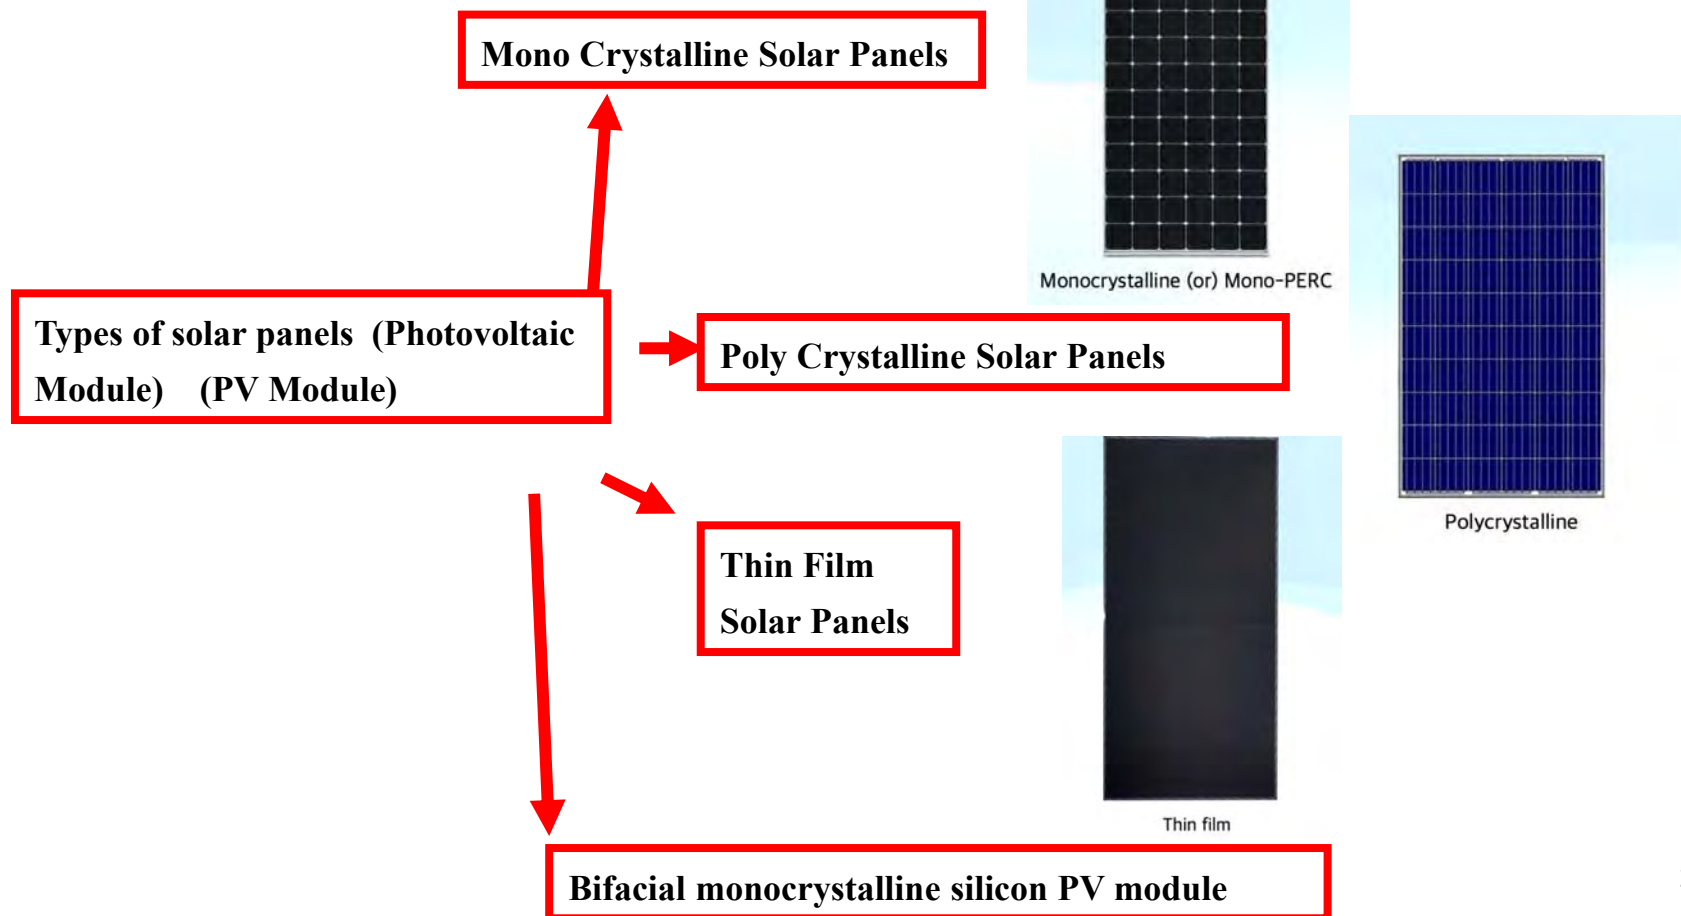 Mono Crystalline Solar Panels
Monocrystalline (or) Mono-PERC
Types of solar panels  (Photovoltaic
Module)    (PV Module)
Poly Crystalline Solar Panels
Polycrystalline
Thin Film
Solar Panels
Thin film
Bifacial monocrystalline silicon PV module